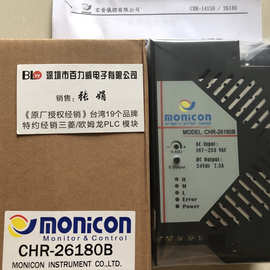 CHR-14150 / 26180
BLW 深圳市百力威电子有限公司
销售: 张 娟
《原厂授权经销》台湾19个品牌
特约经销三菱/欧姆龙PLC 模块
monicon
Monitor & Control
CHR-26180B
MONICON INSTRUMENT CO.,LTD.
monicon
MODEL CHR-26180B
AC Input:
187~250 VAC
DC Output:
24Vdc 7.5A
H
M
L
Error
Power